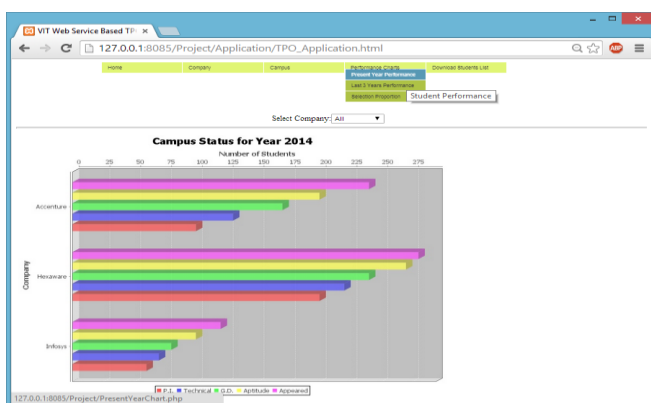 VIT Web Service Based TP
127.0.0.1:8085/Project/Application/TPO_Application.html
ABP
Home Company Campus Performance Charts Download Students List
Present Year Performance
Last 3 Years Performance
Selection Proportion
Student Performance
Select Company: All
Campus Status for Year 2014
Number of Students
0 25 50 75 100 125 150 175 200 225 250 275
Company
Accenture
Hexaware
Infosys
P.I. Technical G.D. Aptitude Appeared
127.0.0.1:8085/Project/PresentYearChart.php